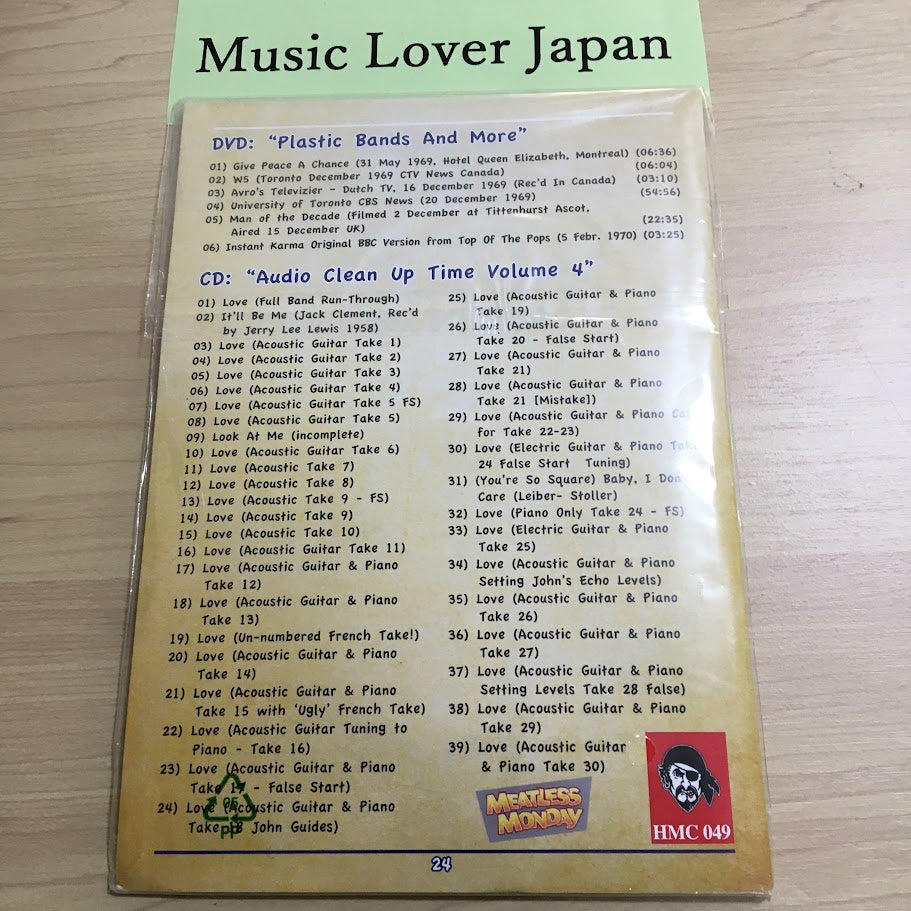 Music Lover Japan
DVD: “Plastic Bands And More”
01) Give Peace A Chance (31 May 1969, Hotel Queen Elizabeth, Montreal) (06:36)
02) W5 (Toronto December 1969 CTV News Canada) (06:04)
03) Avro's Televizier - Dutch TV, 16 December 1969 (Rec'd In Canada) (03:10)
04) University of Toronto CBS News (20 December 1969) (54:56)
05) Man of the Decade (Filmed 2 December at Tittenhurst Ascot,
Aired 15 December UK) (22:35)
06) Instant Karma Original BBC Version from Top Of The Pops (5 Febr. 1970) (03:25)
CD: “Audio Clean Up Time Volume 4”
01) Love (Full Band Run-Through)
02) It'll Be Me (Jack Clement, Rec'd
by Jerry Lee Lewis 1958)
03) Love (Acoustic Guitar Take 1)
04) Love (Acoustic Guitar Take 2)
05) Love (Acoustic Guitar Take 3)
06) Love (Acoustic Guitar Take 4)
07) Love (Acoustic Guitar Take 5 FS)
08) Love (Acoustic Guitar Take 5)
09) Look At Me (incomplete)
10) Love (Acoustic Guitar Take 6)
11) Love (Acoustic Take 7)
12) Love (Acoustic Take 8)
13) Love (Acoustic Take 9 - FS)
14) Love (Acoustic Take 9)
15) Love (Acoustic Take 10)
16) Love (Acoustic Guitar Take 11)
17) Love (Acoustic Guitar & Piano
Take 12)
18) Love (Acoustic Guitar & Piano
Take 13)
19) Love (Un-numbered French Take!)
20) Love (Acoustic Guitar & Piano
Take 14)
21) Love (Acoustic Guitar & Piano
Take 15 with ‘Ugly’ French Take)
22) Love (Acoustic Guitar Tuning to
Piano - Take 16)
23) Love (Acoustic Guitar & Piano
Take - False Start)
24) Love (Acoustic Guitar & Piano
Take John Guides)
25) Love (Acoustic Guitar & Piano
Take 19)
26) Love (Acoustic Guitar & Piano
Take 20 - False Start)
27) Love (Acoustic Guitar & Piano
Take 21)
28) Love (Acoustic Guitar & Piano
Take 21 [Mistake])
29) Love (Acoustic Guitar & Piano
for Take 22-23)
30) Love (Electric Guitar & Piano
24 False Start Tuning)
31) (You're So Square) Baby, I
Care (Leiber- Stoller)
32) Love (Piano Only Take 24 - FS)
33) Love (Electric Guitar & Piano
Take 25)
34) Love (Acoustic Guitar & Piano
Setting John's Echo Levels)
35) Love (Acoustic Guitar & Piano
Take 26)
36) Love (Acoustic Guitar & Piano
Take 27)
37) Love (Acoustic Guitar & Piano
Setting Levels Take 28 False)
38) Love (Acoustic Guitar & Piano
Take 29)
39) Love (Acoustic Guitar
& Piano Take 30)
PP
MEATLESS
MONDAY
HMC 049
24